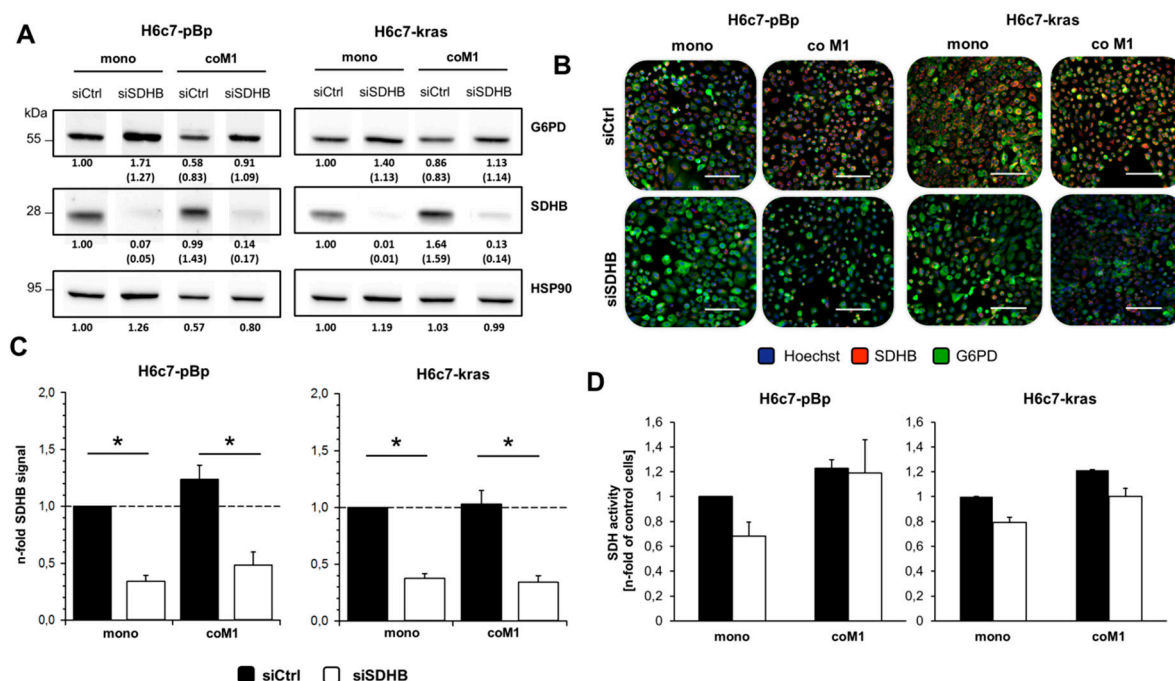 A
H6c7-pBp
H6c7-kras
mono
coM1
mono
coM1
siCtrl siSDHB siCtrl siSDHB
siCtrl siSDHB siCtrl siSDHB
kDa
55
G6PD
1.00 1.71 0.58 0.91
(1.27) (0.83) (1.09)
1.00 1.40 0.86 1.13
(1.13) (0.83) (1.14)
28
SDHB
1.00 0.07 0.99 0.14
(0.05) (1.43) (0.17)
1.00 0.01 1.64 0.13
(0.01) (1.59) (0.14)
95
HSP90
1.00 1.26 0.57 0.80
1.00 1.19 1.03 0.99
B
H6c7-pBp
H6c7-kras
mono
co M1
mono
co M1
siCtrl
siSDHB
Hoechst
SDHB
G6PD
C
H6c7-pBp
H6c7-kras
n-fold SDHB signal
2,0
1,5
1,0
0,5
0,0
*
*
mono
coM1
2,0
1,5
1,0
0,5
0,0
*
*
mono
coM1
siCtrl
siSDHB
D
H6c7-pBp
H6c7-kras
SDH activity
[n-fold of control cells]
1,6
1,4
1,2
1
0,8
0,6
0,4
0,2
0
mono
coM1
1,6
1,4
1,2
1
0,8
0,6
0,4
0,2
0
mono
coM1